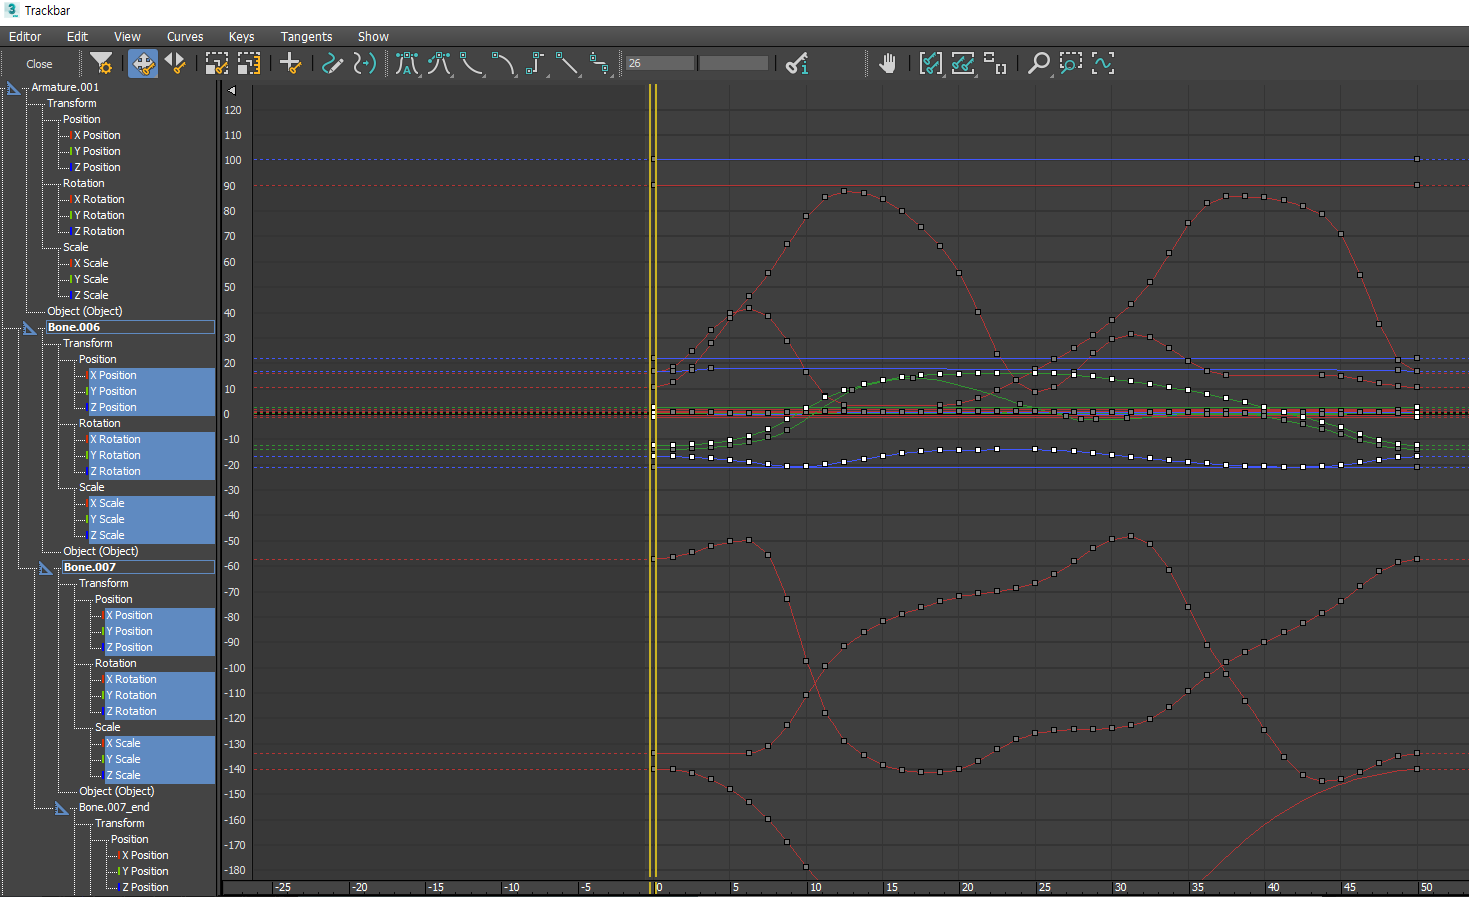 Trackbar
Editor Edit View Curves Keys Tangents Show
Close 26
Armature.001
Transform
Position
X Position
Y Position
Z Position
Rotation
X Rotation
Y Rotation
Z Rotation
Scale
X Scale
Y Scale
Z Scale
Object (Object)
Bone.006
Transform
Position
X Position
Y Position
Z Position
Rotation
X Rotation
Y Rotation
Z Rotation
Scale
X Scale
Y Scale
Z Scale
Object (Object)
Bone.007
Transform
Position
X Position
Y Position
Z Position
Rotation
X Rotation
Y Rotation
Z Rotation
Scale
X Scale
Y Scale
Z Scale
Object (Object)
Bone.007_end
Transform
Position
X Position
Y Position
Z Position
120
110
100
90
80
70
60
50
40
30
20
10
0
-10
-20
-30
-40
-50
-60
-70
-80
-90
-100
-110
-120
-130
-140
-150
-160
-170
-180
-25 -20 -15 -10 -5 0 5 10 15 20 25 30 35 40 45 50